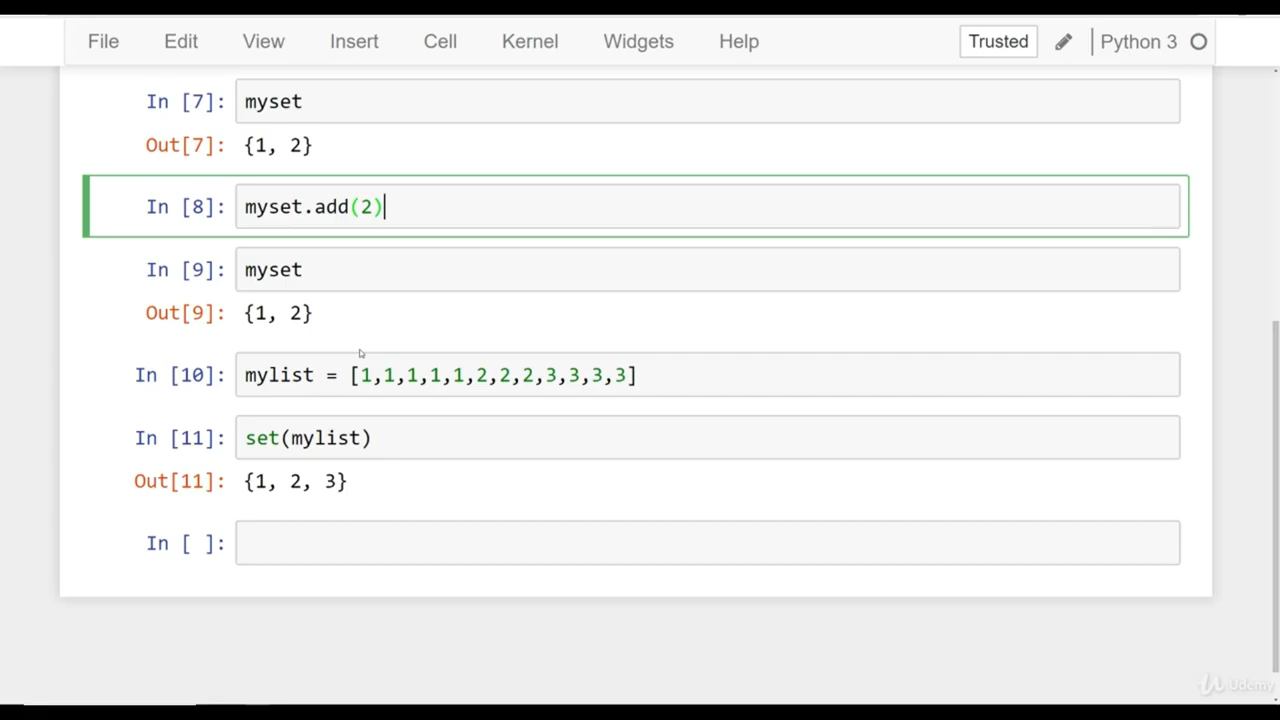 File Edit View Insert Cell Kernel Widgets Help Trusted Python 3
In [7]: myset
Out[7]: {1, 2}
In [8]: myset.add(2)
In [9]: myset
Out[9]: {1, 2}
In [10]: mylist = [1,1,1,1,1,2,2,2,3,3,3,3]
In [11]: set(mylist)
Out[11]: {1, 2, 3}
In [ ]:
Udemy